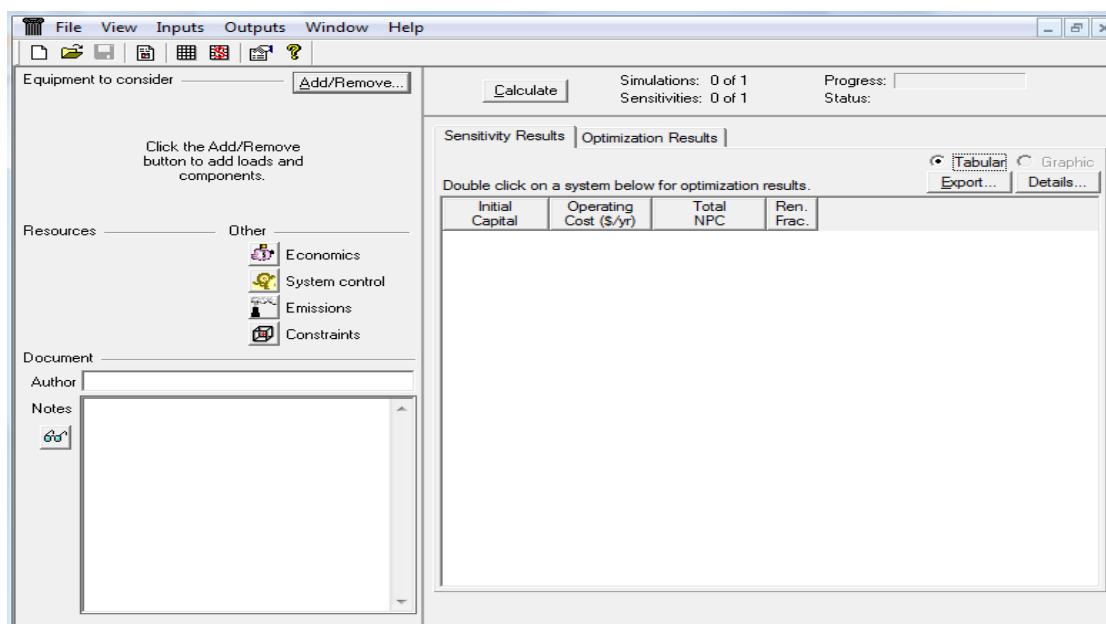 File View Inputs Outputs Window Help
Equipment to consider Add/Remove...
Click the Add/Remove
button to add loads and
components.
Resources Other
Economics
System control
Emissions
Constraints
Document
Author
Notes
Calculate
Simulations: 0 of 1 Progress:
Sensitivities: 0 of 1 Status:
Sensitivity Results Optimization Results
Tabular Graphic
Double click on a system below for optimization results. Export... Details...
Initial Operating Total Ren.
Capital Cost ($/yr) NPC Frac.